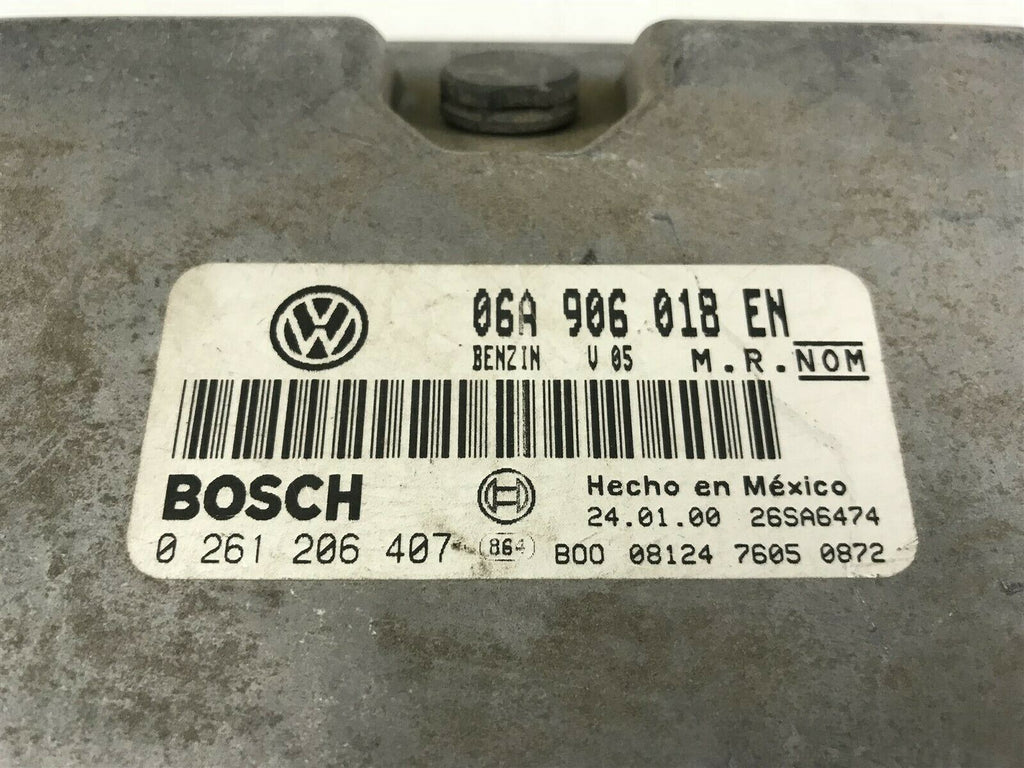 06A 906 018 EN
BENZIN V 05 M.R. NOM
BOSCH
Hecho en México
24.01.00 26SA6474
0 261 206 407 (864) B00 08124 7605 0872